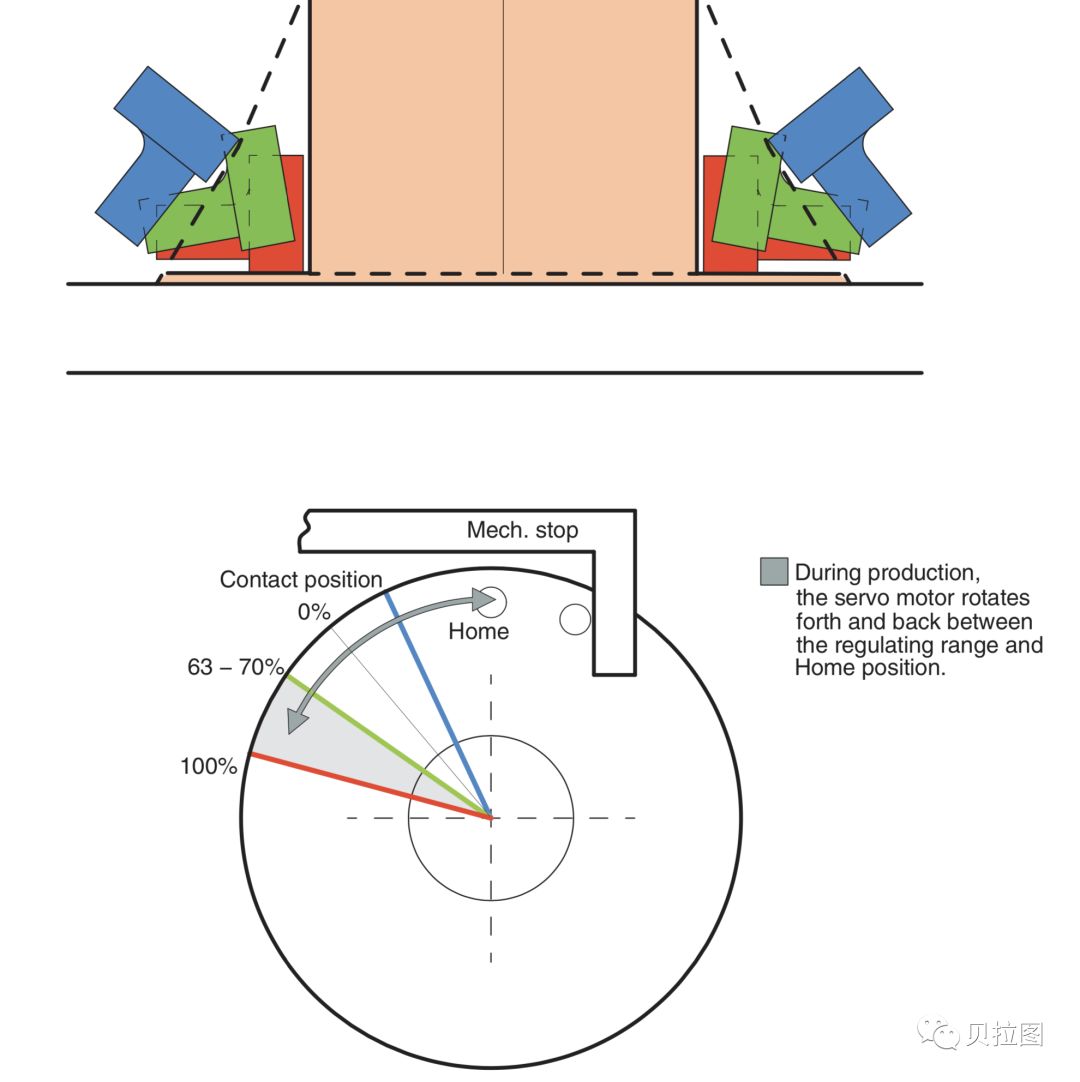 Mech. stop
Contact position
0%
Home
63 – 70%
100%
During production,
the servo motor rotates
forth and back between
the regulating range and
Home position.
贝拉图